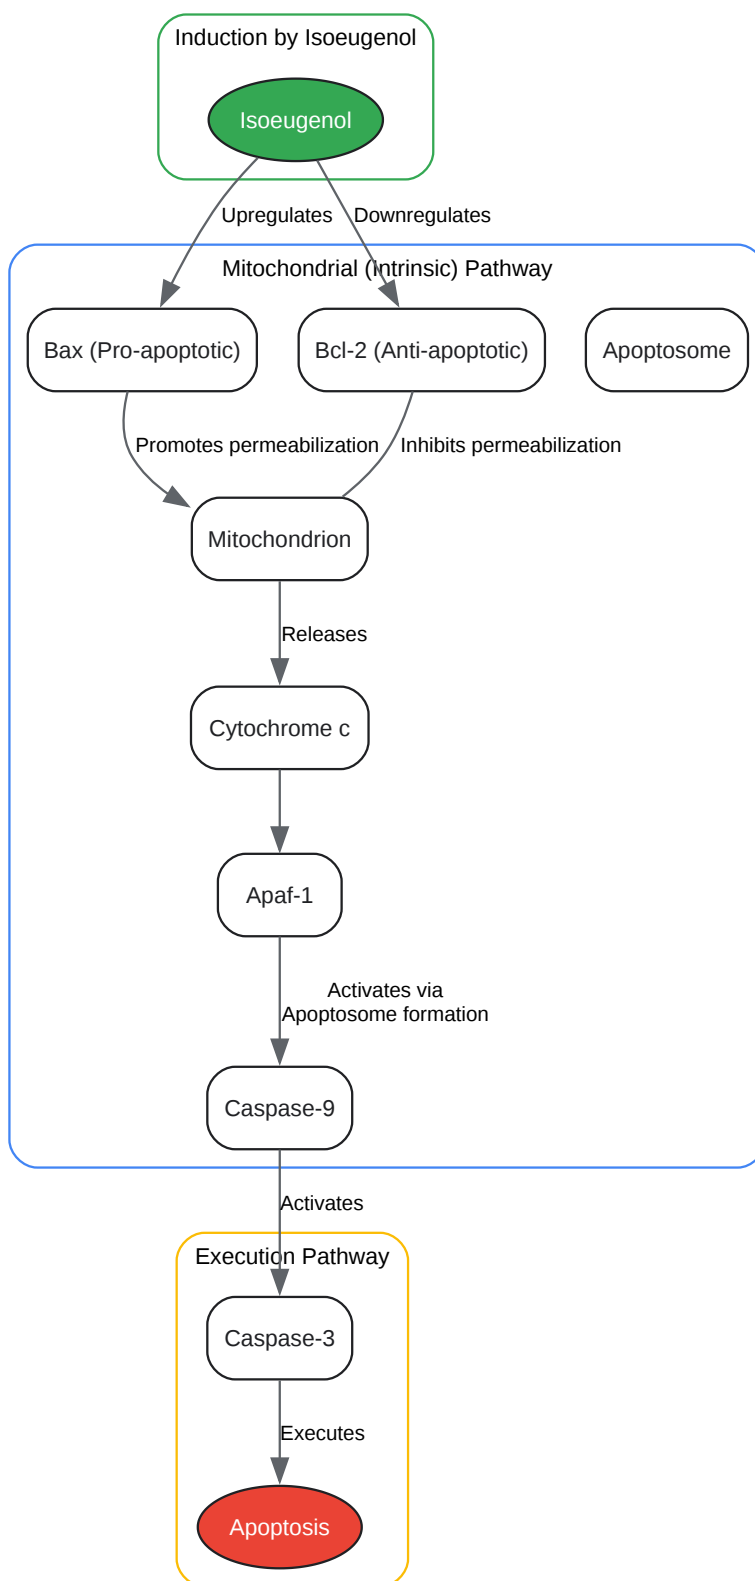 Induction by Isoeugenol
Isoeugenol
Upregulates
Downregulates
Mitochondrial (Intrinsic) Pathway
Bax (Pro-apoptotic)
Bcl-2 (Anti-apoptotic)
Apoptosome
Promotes permeabilization
Inhibits permeabilization
Mitochondrion
Releases
Cytochrome c
Apaf-1
Activates via
Apoptosome formation
Caspase-9
Activates
Execution Pathway
Caspase-3
Executes
Apoptosis